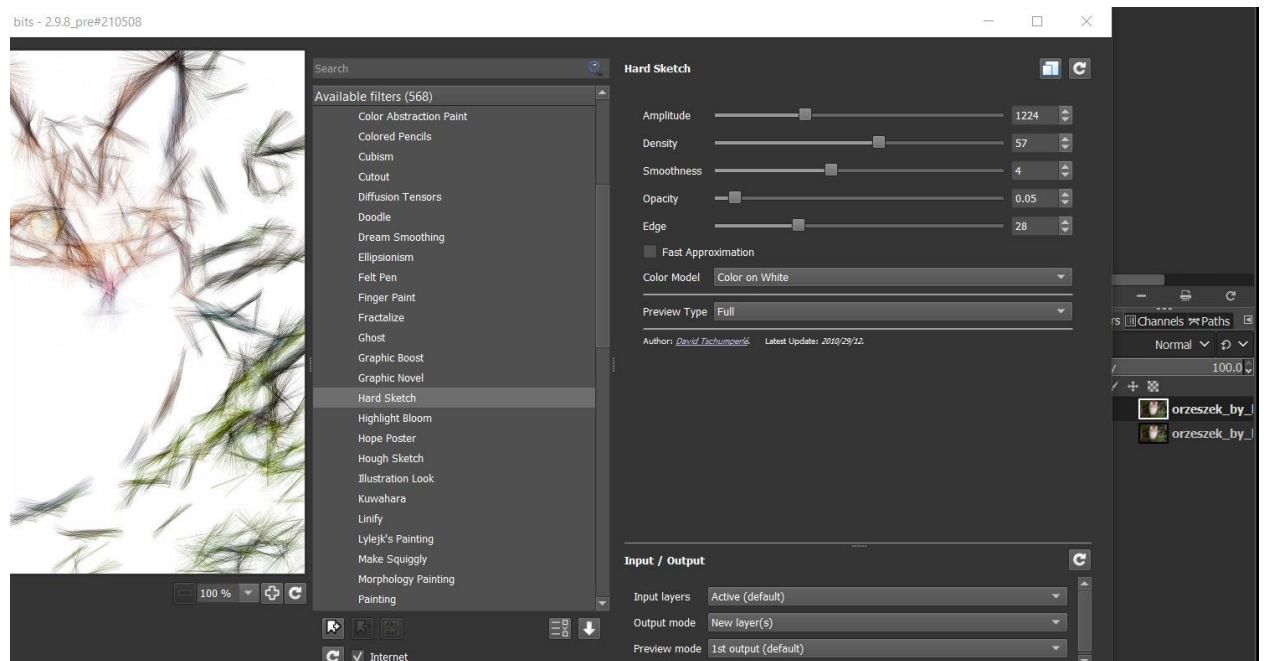 bits - 2.9.8_pre#210508
Search
Available filters (568)
Color Abstraction Paint
Colored Pencils
Cubism
Cutout
Diffusion Tensors
Doodle
Dream Smoothing
Ellipsionism
Felt Pen
Finger Paint
Fractalize
Ghost
Graphic Boost
Graphic Novel
Hard Sketch
Highlight Bloom
Hope Poster
Hough Sketch
Illustration Look
Kuwahara
Linify
Lylejk's Painting
Make Squiggly
Morphology Painting
Painting
Internet
100 %
Hard Sketch
Amplitude 1224
Density 57
Smoothness 4
Opacity 0.05
Edge 28
Fast Approximation
Color Model Color on White
Preview Type Full
Author: David Tschumperlé. Latest Update: 2010/29/12.
Input / Output
Input layers Active (default)
Output mode New layer(s)
Preview mode 1st output (default)
rs Channels Paths
Normal
100.0
orzeszek_by_
orzeszek_by_